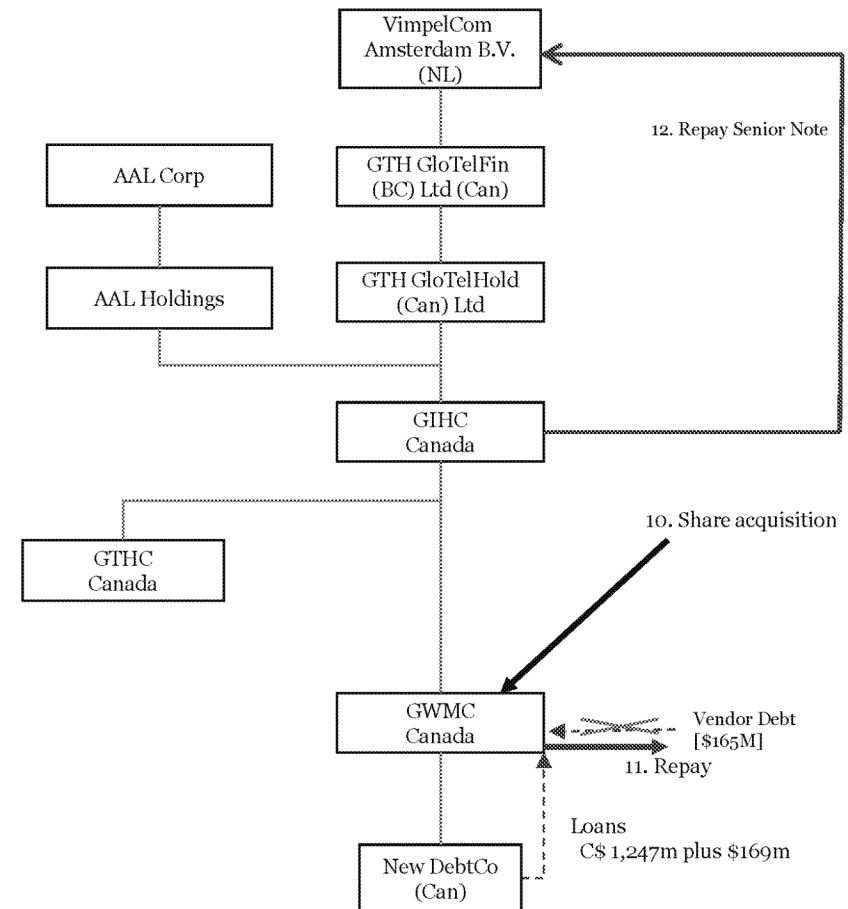 VimpelCom
Amsterdam B.V.
(NL)
12. Repay Senior Note
AAL Corp
GTH GloTelFin
(BC) Ltd (Can)
AAL Holdings
GTH GloTelHold
(Can) Ltd
GIHC
Canada
10. Share acquisition
GTHC
Canada
GWMC
Canada
Vendor Debt
[$165M]
11. Repay
Loans
C$ 1,247m plus $169m
New DebtCo
(Can)